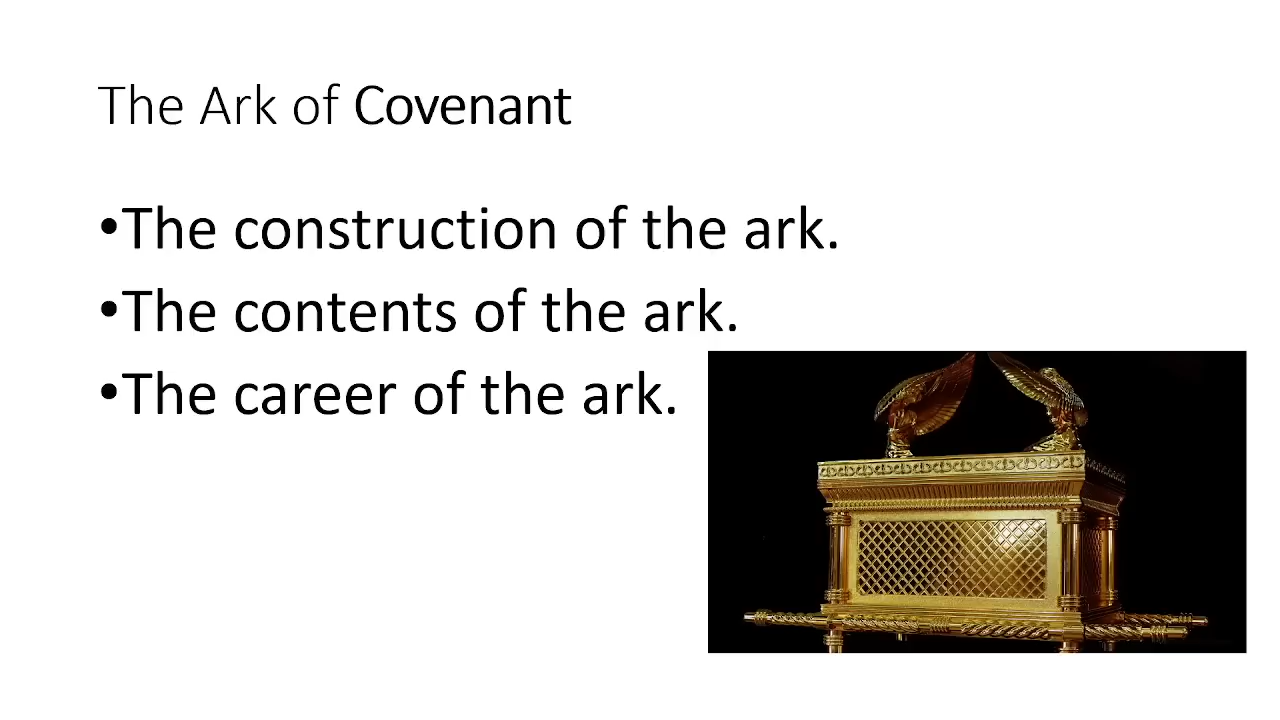 The Ark of Covenant
•The construction of the ark.
•The contents of the ark.
•The career of the ark.